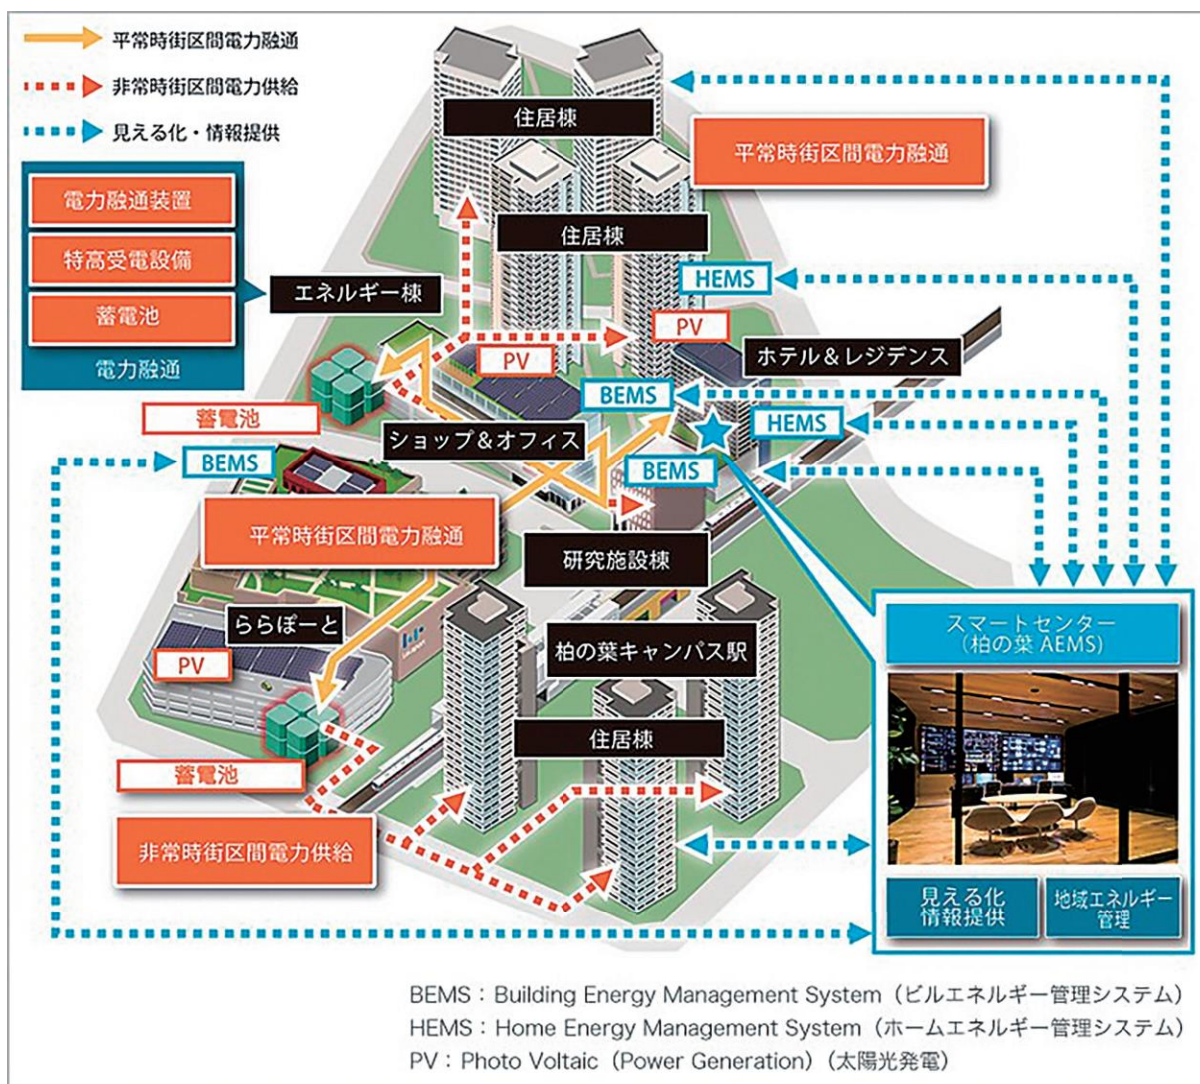 平常時街区間電力融通
非常時街区間電力供給
見える化・情報提供
電力融通装置
特高受電設備
蓄電池
電力融通
エネルギー棟
住居棟
平常時街区間電力融通
住居棟
HEMS
PV
PV
ホテル＆レジデンス
BEMS
HEMS
蓄電池
ショップ＆オフィス
BEMS
BEMS
平常時街区間電力融通
研究施設棟
ららぽーと
PV
柏の葉キャンパス駅
住居棟
蓄電池
非常時街区間電力供給
スマートセンター
（柏の葉 AEMS）
見える化
情報提供
地域エネルギー
管理
BEMS：Building Energy Management System（ビルエネルギー管理システム）
HEMS：Home Energy Management System（ホームエネルギー管理システム）
PV：Photo Voltaic（Power Generation）（太陽光発電）